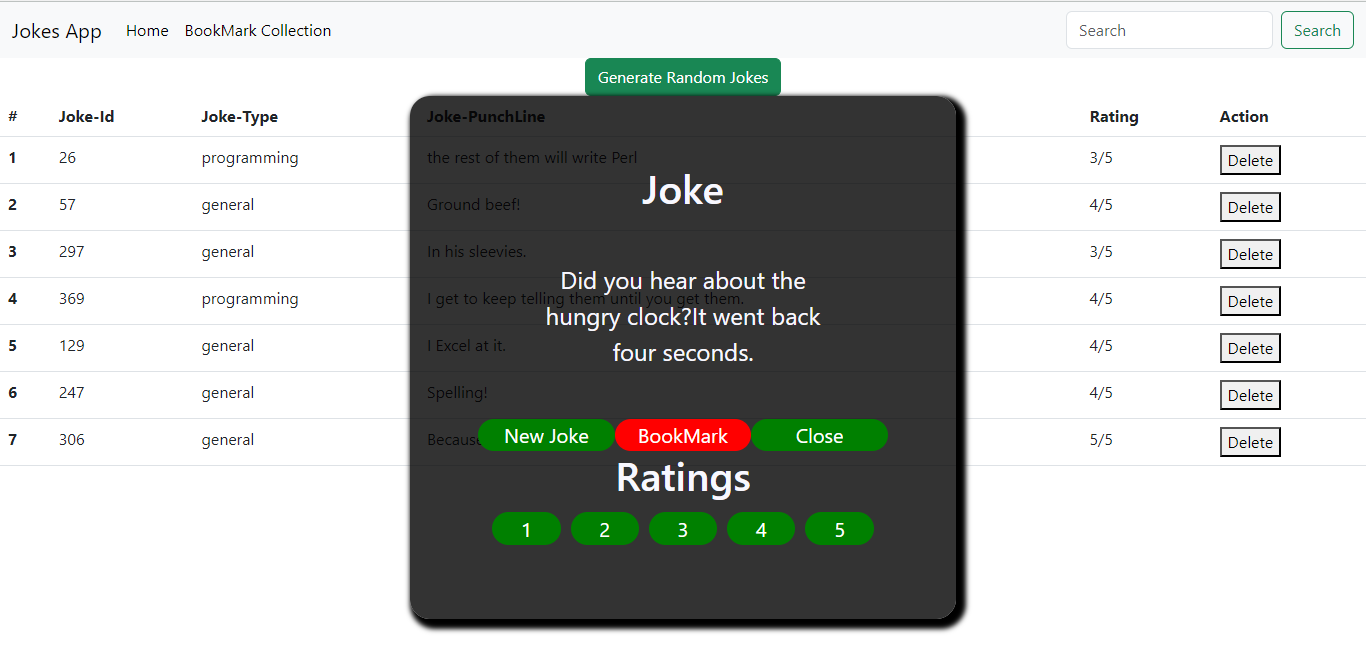 Jokes App Home BookMark Collection Search Search
Generate Random Jokes
# Joke-Id Joke-Type Joke-PunchLine Rating Action
1 26 programming the rest of them will write Perl 3/5 Delete
2 57 general Ground beef! 4/5 Delete
3 297 general In his sleevies. 3/5 Delete
4 369 programming I get to keep telling them until you get them. 4/5 Delete
5 129 general I Excel at it. 4/5 Delete
6 247 general Spelling! 4/5 Delete
7 306 general 5/5 Delete
Joke
Did you hear about the
hungry clock?It went back
four seconds.
New Joke BookMark Close
Ratings
1 2 3 4 5